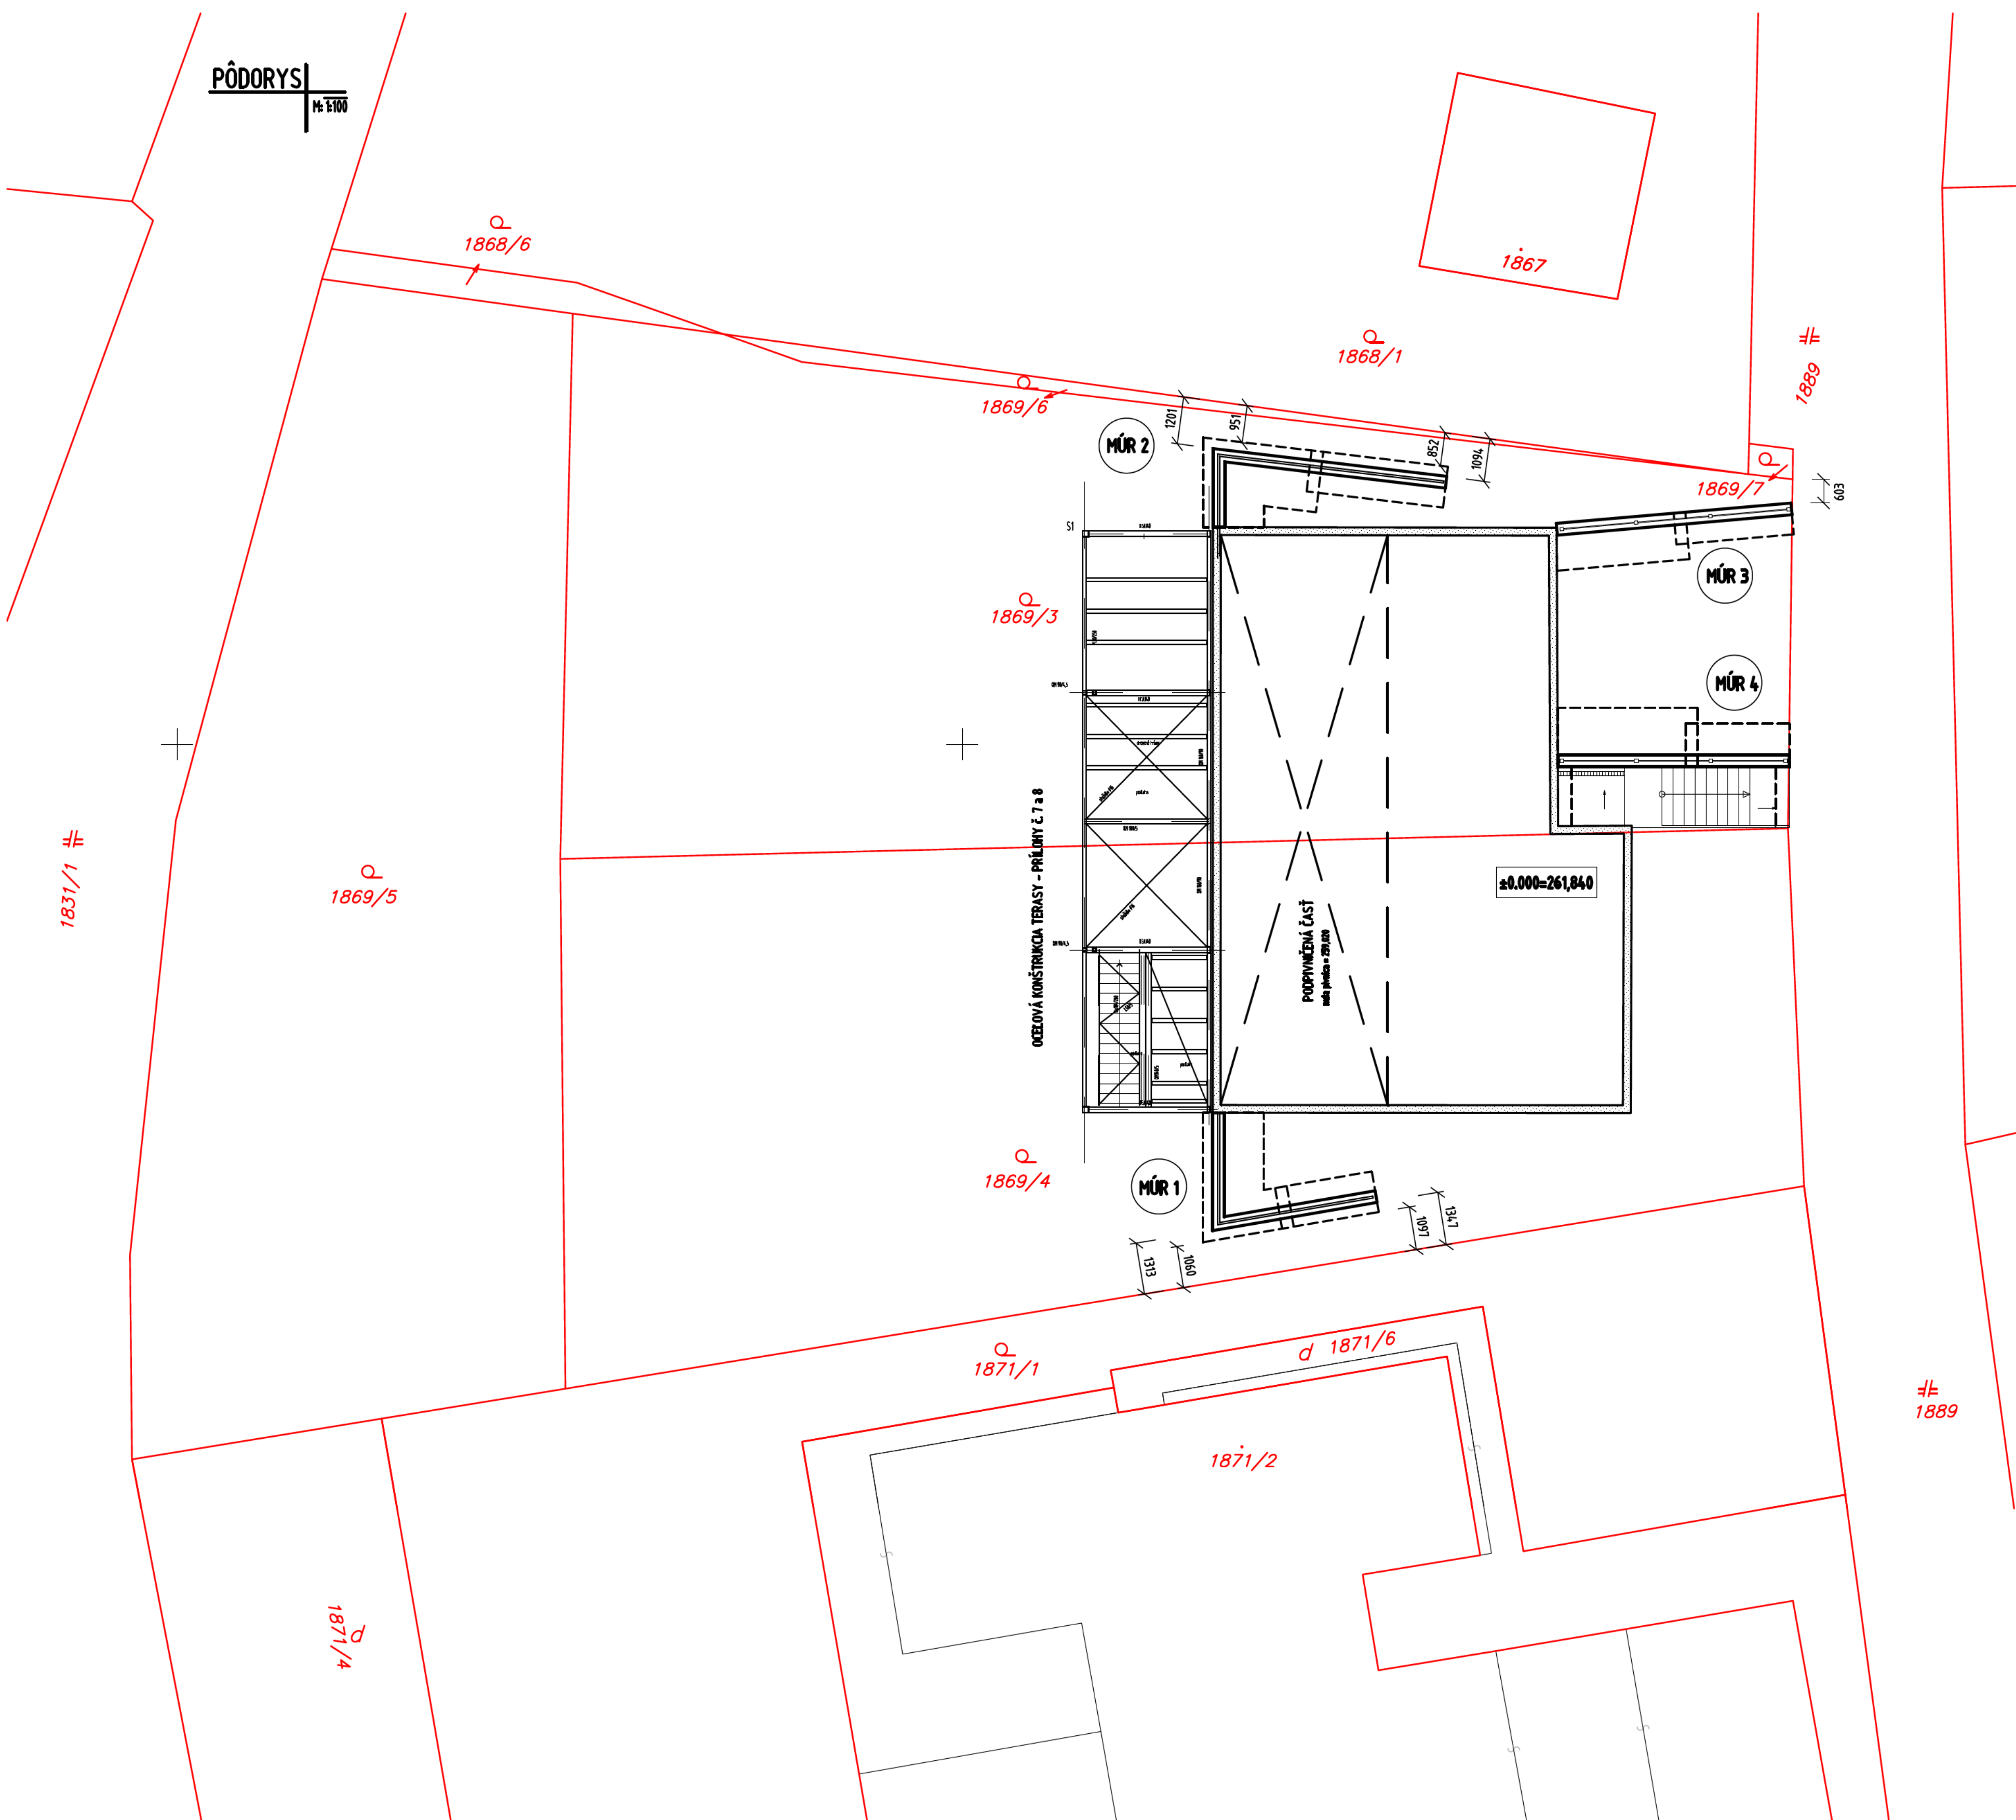 PÔDORYS
M: 1:100
1868/6
1867
1868/1
1889
1869/6
1201
951
852
1094
MÚR 2
1869/7
603
S1
MÚR 3
1869/3
MÚR 4
OCEĽOVÁ KONŠTRUKCIA TERASY - PRÍLOHY Č. 7 a 8
1831/1
1869/5
±0.000=261,840
PODPIVNIČENÁ ČASŤ
1869/4
MÚR 1
1347
1097
1313
1060
1871/1
d 1871/6
1889
1871/2
1871/4